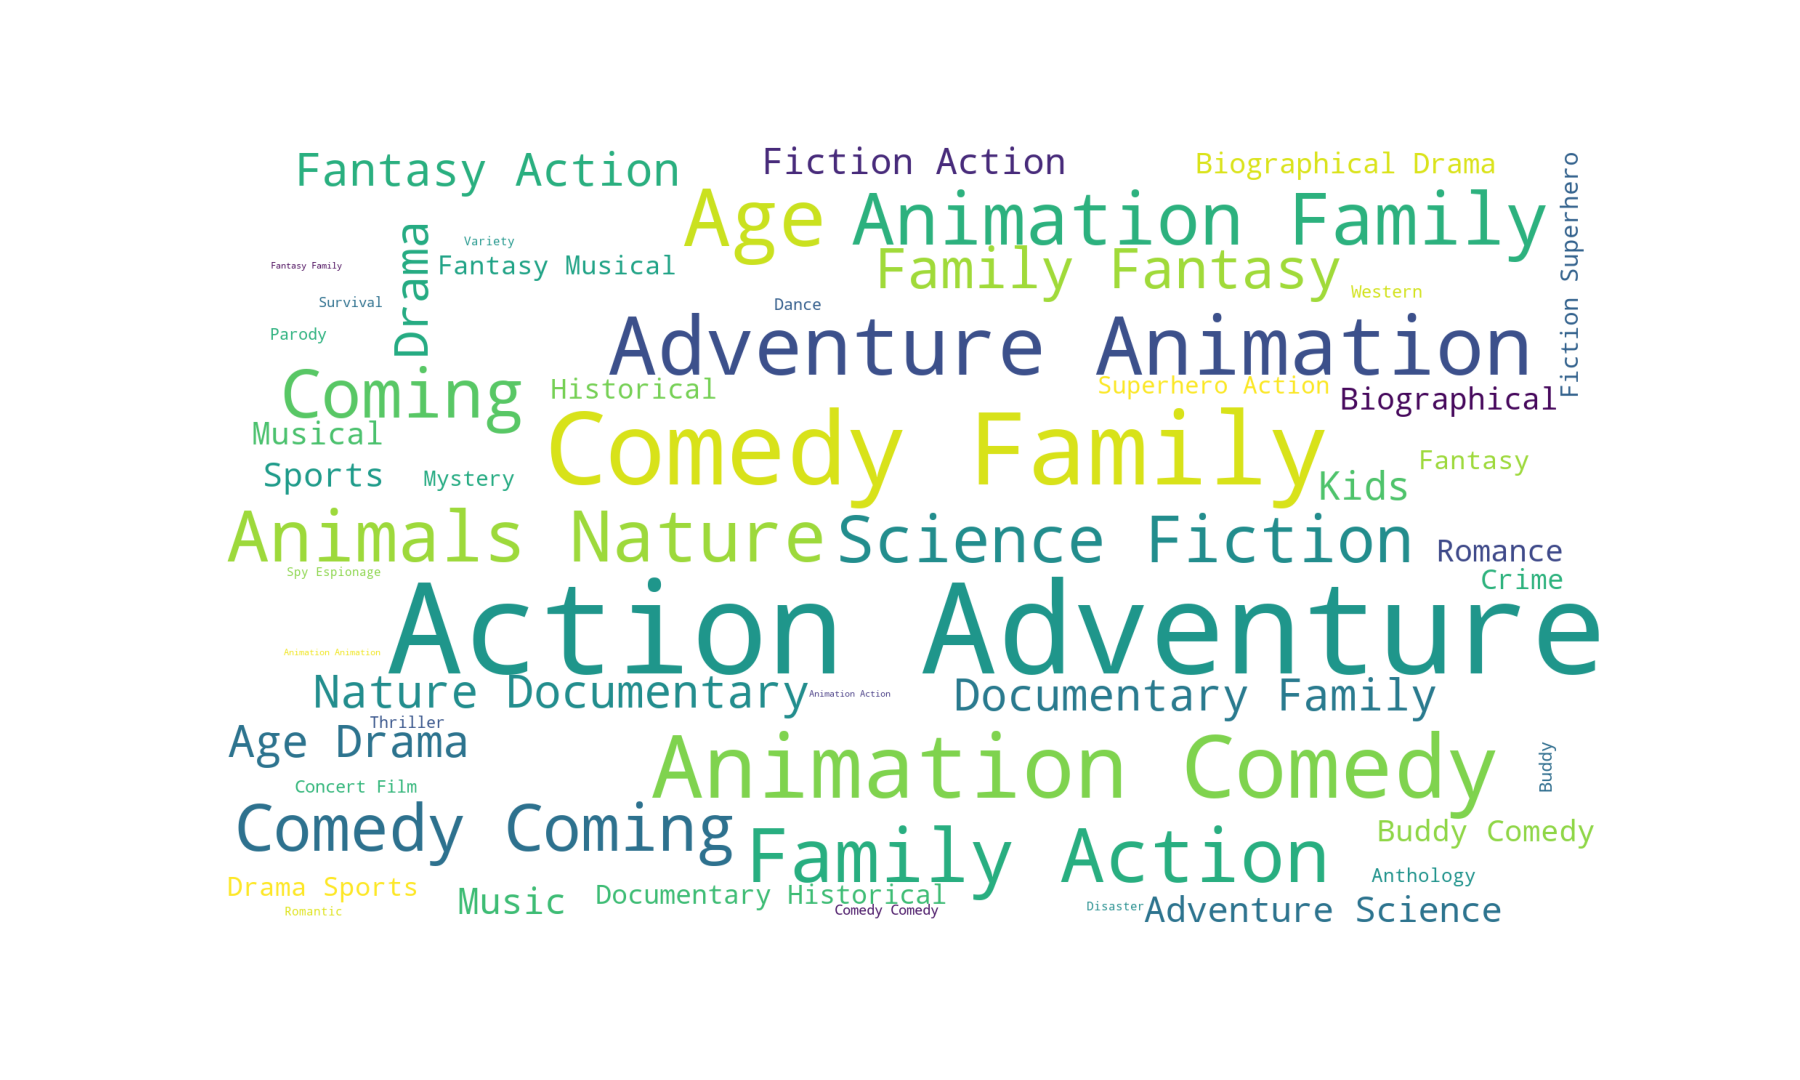 Fantasy Action
Fiction Action
Biographical Drama
Fiction Superhero
Age
Animation Family
Drama
Variety
Fantasy Musical
Fantasy Family
Family Fantasy
Survival
Dance
Western
Parody
Adventure Animation
Coming
Historical
Superhero Action
Biographical
Musical
Comedy Family
Fantasy
Sports
Mystery
Kids
Animals Nature
Science Fiction
Romance
Spy Espionage
Crime
Action Adventure
Animation Animation
Nature Documentary
Animation Action
Documentary Family
Thriller
Age Drama
Animation Comedy
Buddy
Concert Film
Comedy Coming
Family Action
Buddy Comedy
Drama Sports
Music
Documentary Historical
Anthology
Romantic
Comedy Comedy
Disaster
Adventure Science